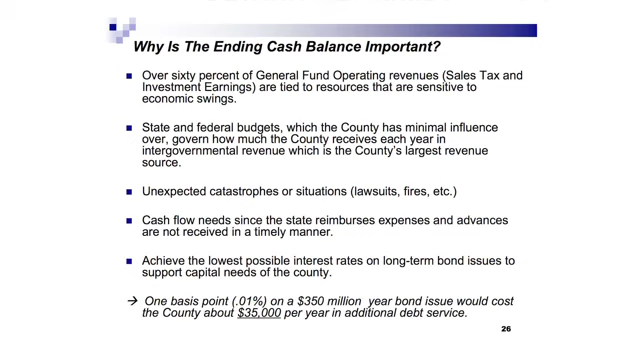 Why Is The Ending Cash Balance Important?
Over sixty percent of General Fund Operating revenues (Sales Tax and
Investment Earnings) are tied to resources that are sensitive to
economic swings.
State and federal budgets, which the County has minimal influence
over, govern how much the County receives each year in
intergovernmental revenue which is the County's largest revenue
source.
Unexpected catastrophes or situations (lawsuits, fires, etc.)
Cash flow needs since the state reimburses expenses and advances
are not received in a timely manner.
Achieve the lowest possible interest rates on long-term bond issues to
support capital needs of the county.
→ One basis point (.01%) on a $350 million year bond issue would cost
the County about $35,000 per year in additional debt service.
26